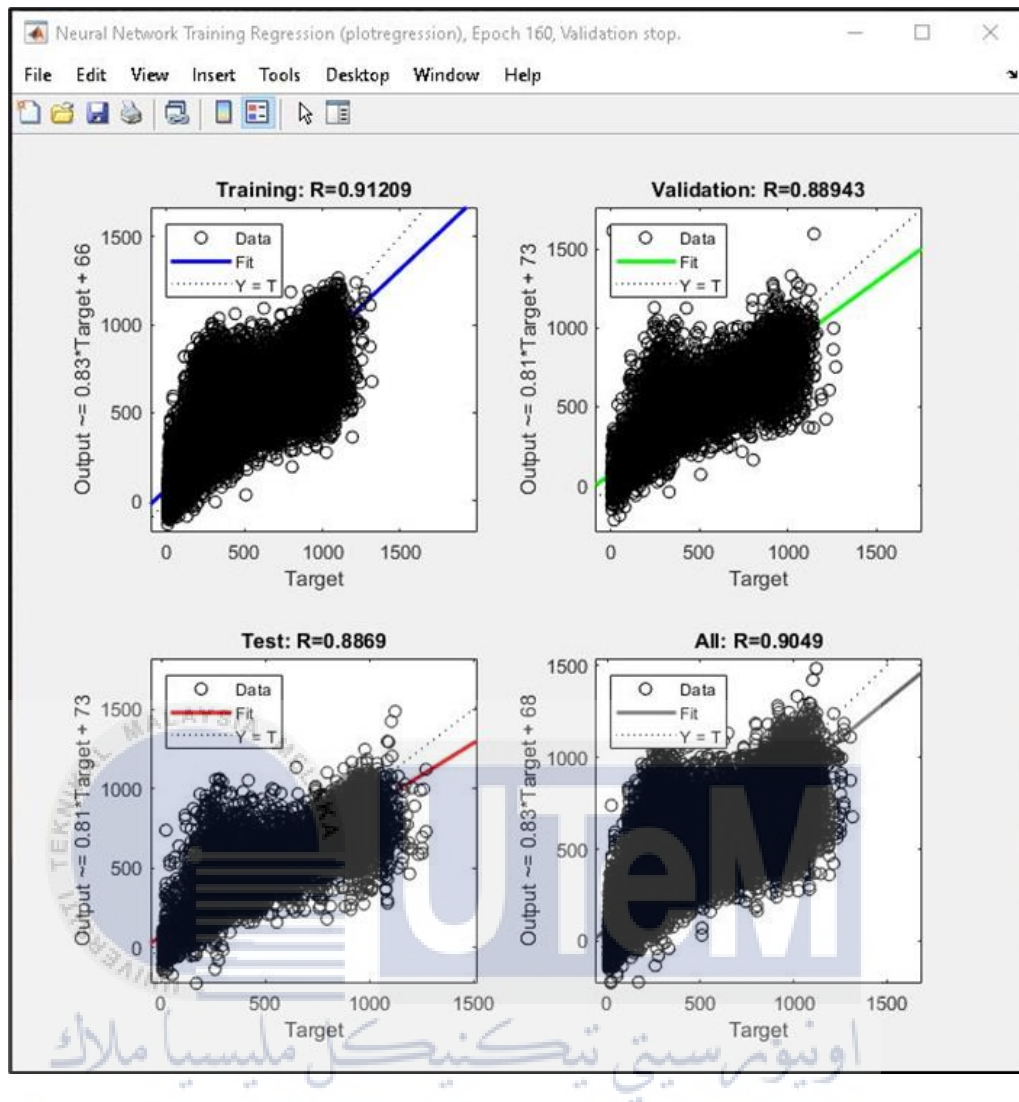 Neural Network Training Regression (plotregression), Epoch 160, Validation stop.
File Edit View Insert Tools Desktop Window Help
Training: R=0.91209
Output ~= 0.83*Target + 66
1500
1000
500
0
Data
Fit
Y = T
0 500 1000 1500
Target
Validation: R=0.88943
Output ~= 0.81*Target + 73
1500
1000
500
0
Data
Fit
Y = T
0 500 1000 1500
Target
Test: R=0.8869
Output ~= 0.81*Target + 73
1500
1000
500
0
Data
Fit
Y = T
0 500 1000 1500
Target
All: R=0.9049
Output ~= 0.83*Target + 68
1500
1000
500
0
Data
Fit
Y = T
0 500 1000 1500
Target
UTeM
اونيۏرسيتي تيكنيكل مليسيا ملاك